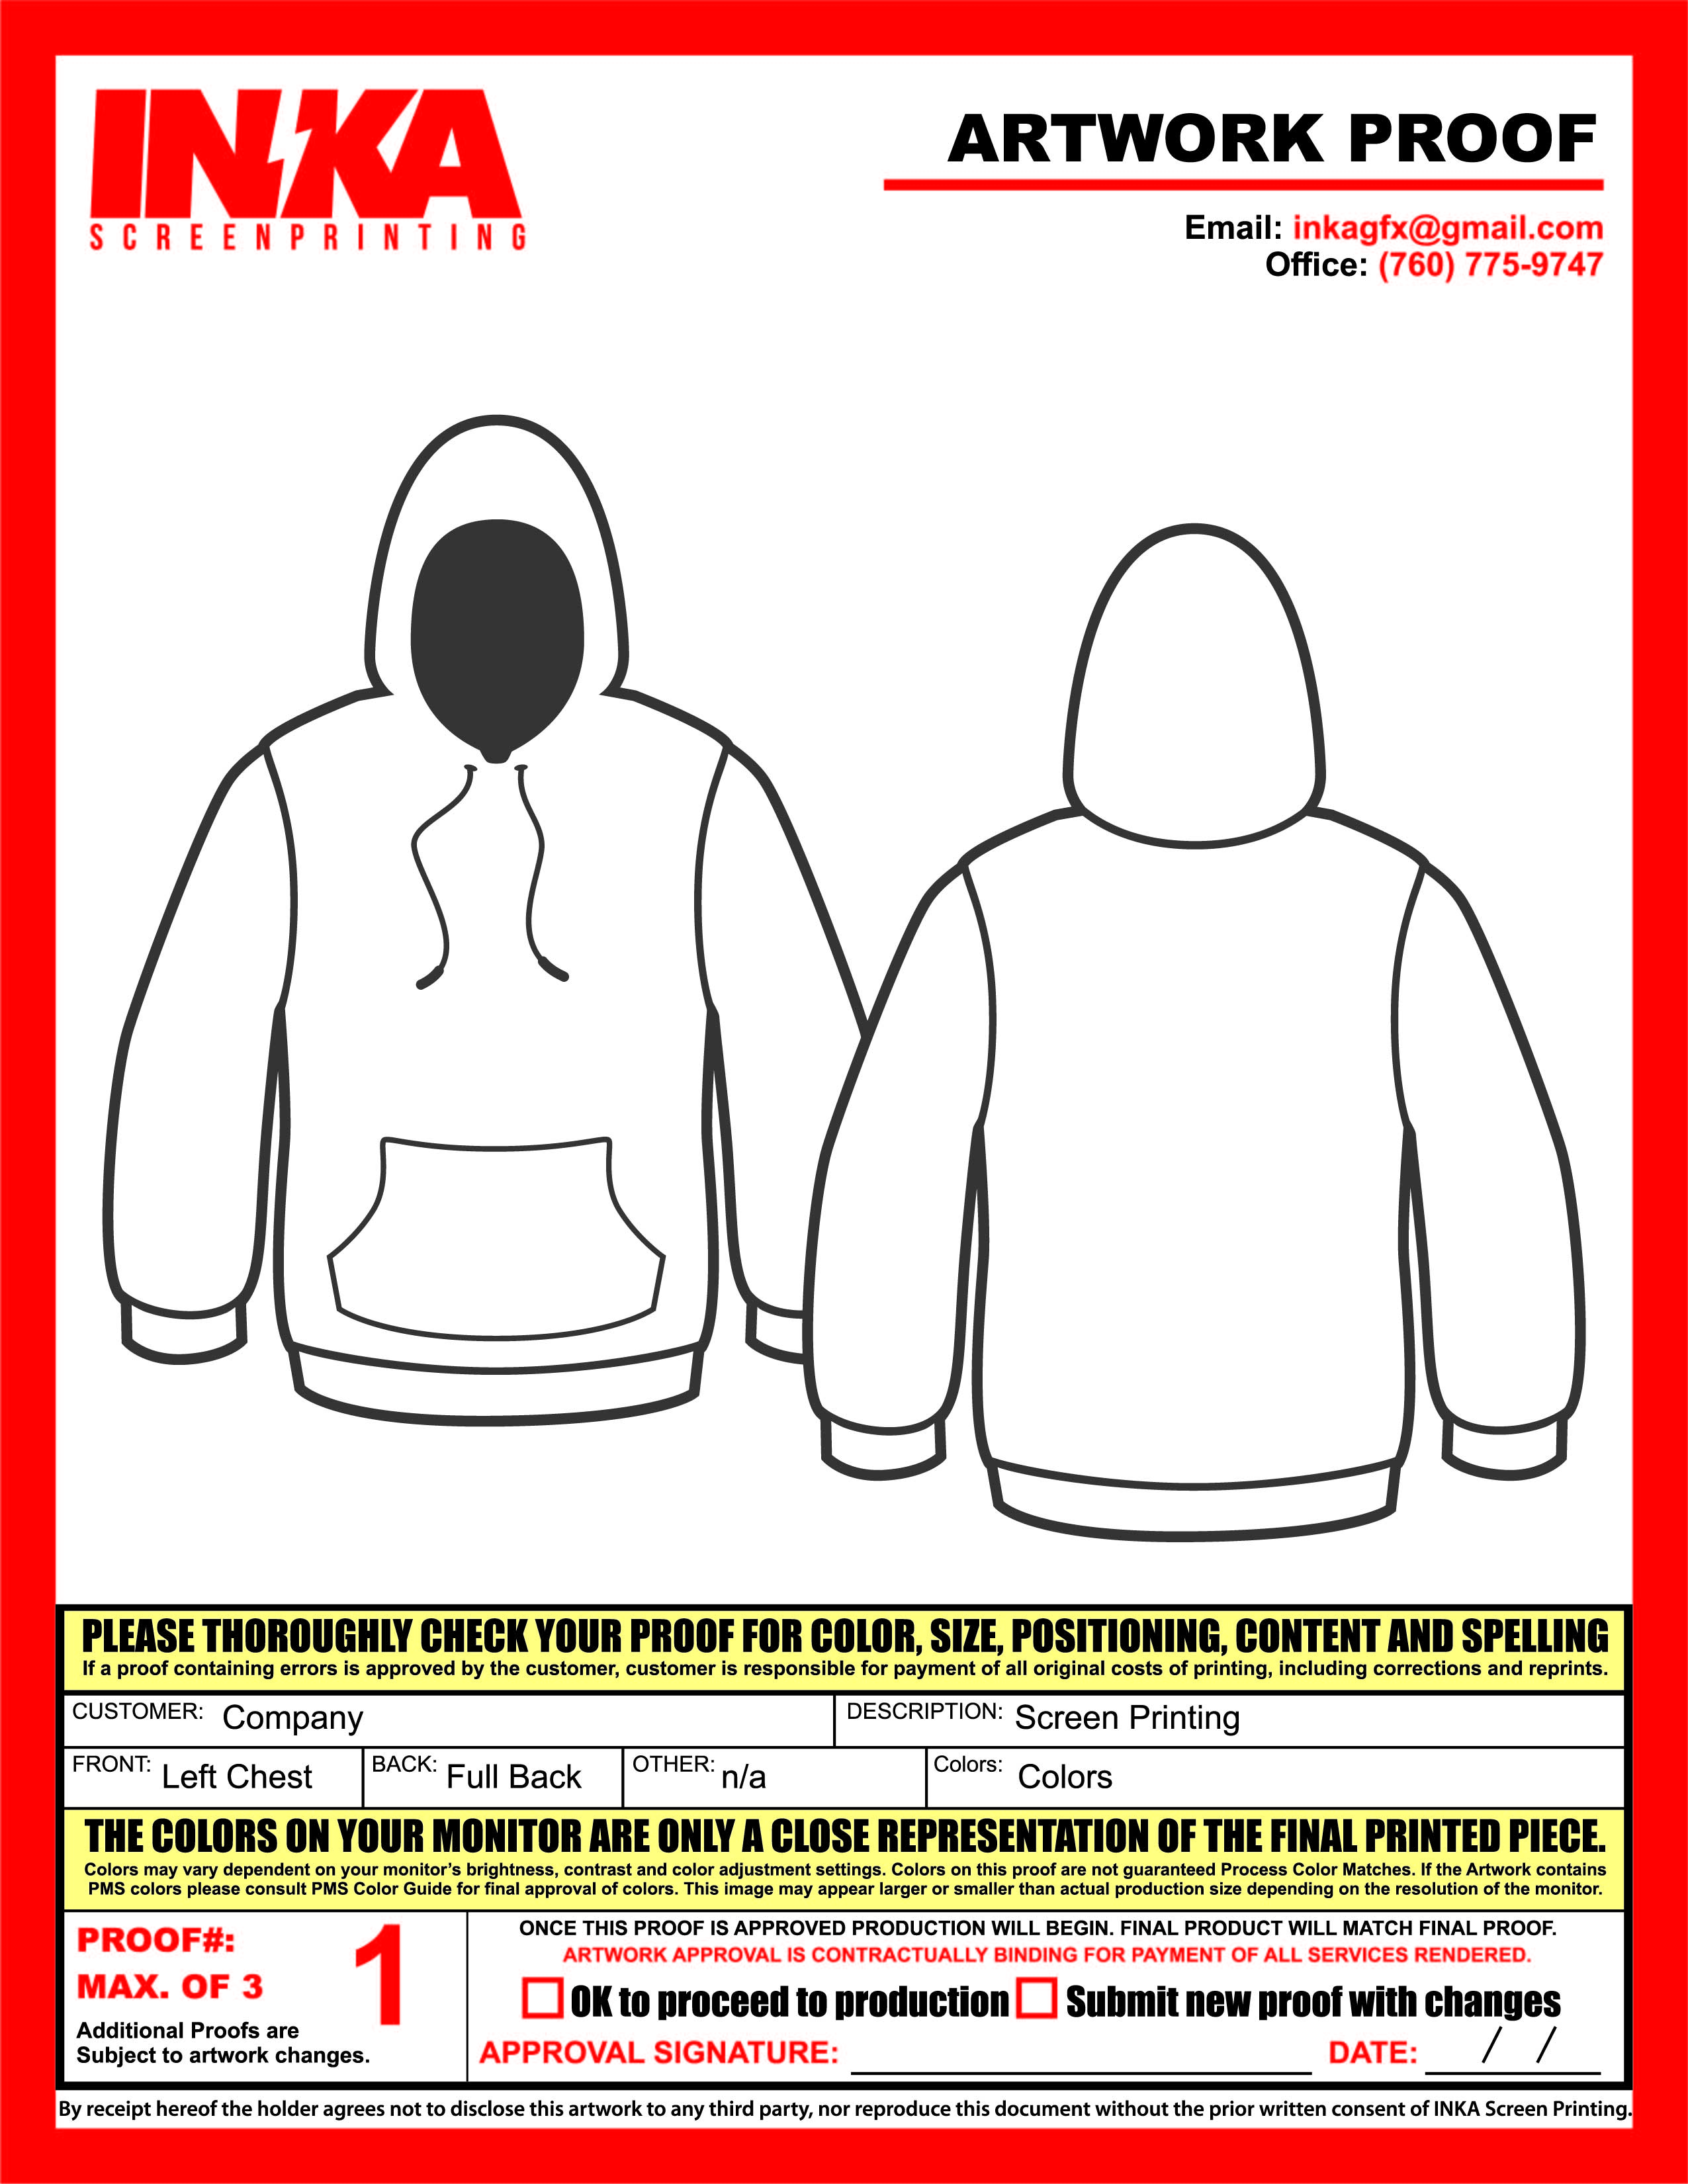 INKA
SCREENPRINTING
ARTWORK PROOF
Email: inkagfx@gmail.com
Office: (760) 775-9747
PLEASE THOROUGHLY CHECK YOUR PROOF FOR COLOR, SIZE, POSITIONING, CONTENT AND SPELLING
If a proof containing errors is approved by the customer, customer is responsible for payment of all original costs of printing, including corrections and reprints.
CUSTOMER: Company
DESCRIPTION: Screen Printing
FRONT: Left Chest
BACK: Full Back
OTHER: n/a
Colors: Colors
THE COLORS ON YOUR MONITOR ARE ONLY A CLOSE REPRESENTATION OF THE FINAL PRINTED PIECE.
Colors may vary dependent on your monitor's brightness, contrast and color adjustment settings. Colors on this proof are not guaranteed Process Color Matches. If the Artwork contains
PMS colors please consult PMS Color Guide for final approval of colors. This image may appear larger or smaller than actual production size depending on the resolution of the monitor.
PROOF#: 1
MAX. OF 3
Additional Proofs are
Subject to artwork changes.
ONCE THIS PROOF IS APPROVED PRODUCTION WILL BEGIN. FINAL PRODUCT WILL MATCH FINAL PROOF.
ARTWORK APPROVAL IS CONTRACTUALLY BINDING FOR PAYMENT OF ALL SERVICES RENDERED.
OK to proceed to production Submit new proof with changes
APPROVAL SIGNATURE: DATE: / /
By receipt hereof the holder agrees not to disclose this artwork to any third party, nor reproduce this document without the prior written consent of INKA Screen Printing.